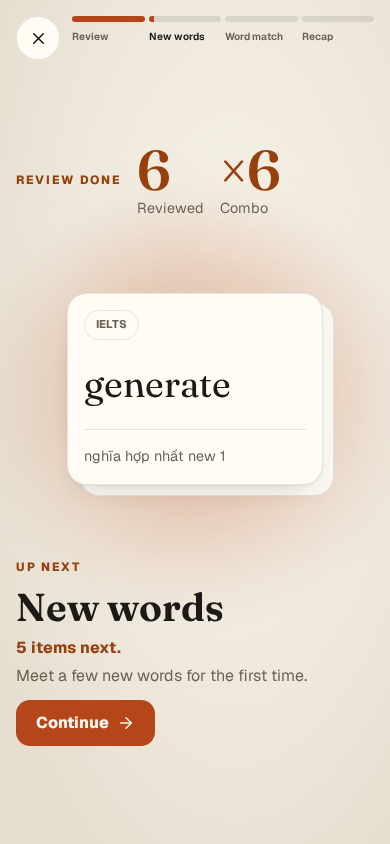 Review
New words
Word match
Recap
REVIEW DONE
6
Reviewed
×6
Combo
IELTS
generate
nghĩa hợp nhất new 1
UP NEXT
New words
5 items next.
Meet a few new words for the first time.
Continue →